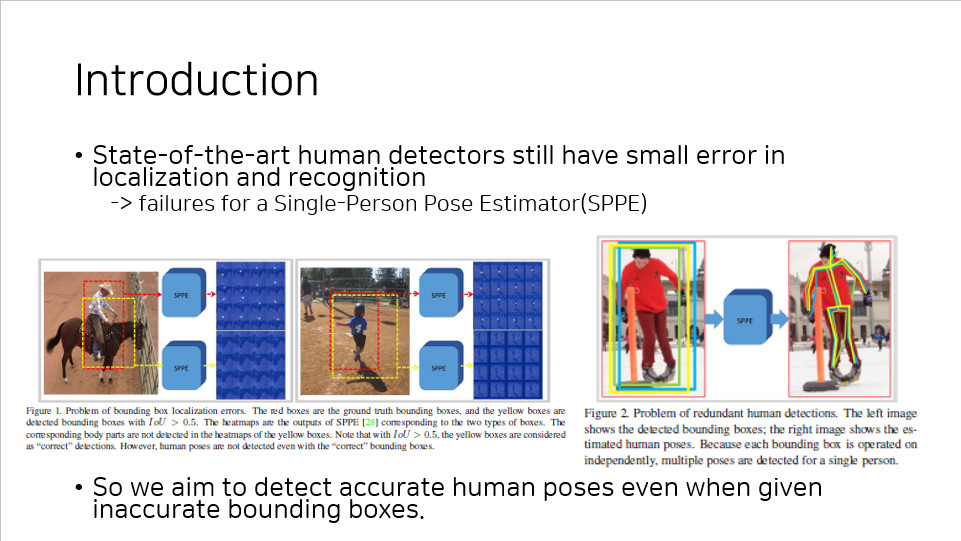 Introduction
• State-of-the-art human detectors still have small error in
localization and recognition
-> failures for a Single-Person Pose Estimator(SPPE)
SPPE
SPPE
SPPE
SPPE
SPPE
Figure 1. Problem of bounding box localization errors. The red boxes are the ground truth bounding boxes, and the yellow boxes are
detected bounding boxes with IoU > 0.5. The heatmaps are the outputs of SPPE [28] corresponding to the two types of boxes. The
corresponding body parts are not detected in the heatmaps of the yellow boxes. Note that with IoU > 0.5, the yellow boxes are considered
as “correct” detections. However, human poses are not detected even with the “correct” bounding boxes.
Figure 2. Problem of redundant human detections. The left image
shows the detected bounding boxes; the right image shows the es-
timated human poses. Because each bounding box is operated on
independently, multiple poses are detected for a single person.
• So we aim to detect accurate human poses even when given
inaccurate bounding boxes.